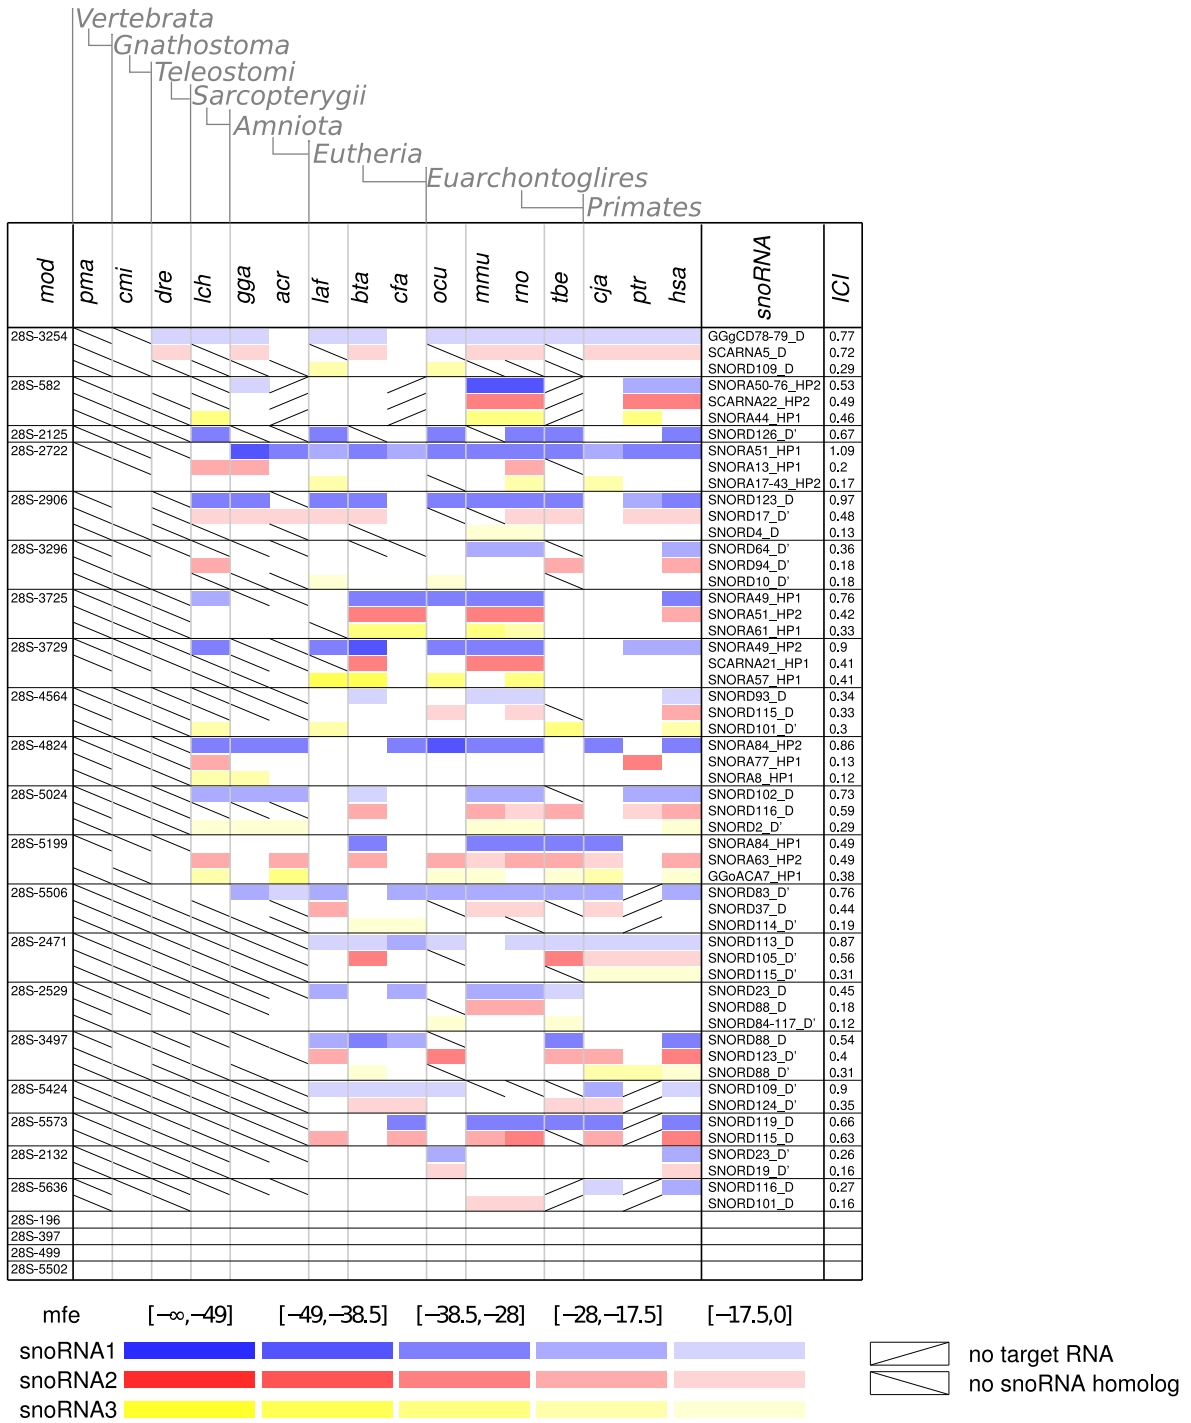 Vertebrata
Gnathostoma
Teleostomi
Sarcopterygii
Amniota
Eutheria
Euarchontoglires
Primates
mod pma cmi dre lch gga acr laf bta cfa ocu mmu rno tbe cja ptr hsa snoRNA ICI
28S-3254 GGgCD78-79_D 0.77
SCARNA5_D 0.72
SNORD109_D 0.29
28S-582 SNORA50-76_HP2 0.53
SCARNA22_HP2 0.49
SNORA44_HP1 0.46
28S-2125 SNORD126_D' 0.67
28S-2722 SNORA51_HP1 1.09
SNORA13_HP1 0.2
SNORA17-43_HP2 0.17
28S-2906 SNORD123_D 0.97
SNORD17_D' 0.48
SNORD4_D 0.13
28S-3296 SNORD64_D' 0.36
SNORD94_D' 0.18
SNORD10_D' 0.18
28S-3725 SNORA49_HP1 0.76
SNORA51_HP2 0.42
SNORA61_HP1 0.33
28S-3729 SNORA49_HP2 0.9
SCARNA21_HP1 0.41
SNORA57_HP1 0.41
28S-4564 SNORD93_D 0.34
SNORD115_D 0.33
SNORD101_D' 0.3
28S-4824 SNORA84_HP2 0.86
SNORA77_HP1 0.13
SNORA8_HP1 0.12
28S-5024 SNORD102_D 0.73
SNORD116_D 0.59
SNORD2_D' 0.29
28S-5199 SNORA84_HP1 0.49
SNORA63_HP2 0.49
GGoACA7_HP1 0.38
28S-5506 SNORD83_D' 0.76
SNORD37_D 0.44
SNORD114_D' 0.19
28S-2471 SNORD113_D 0.87
SNORD105_D' 0.56
SNORD115_D' 0.31
28S-2529 SNORD23_D 0.45
SNORD88_D 0.18
SNORD84-117_D' 0.12
28S-3497 SNORD88_D 0.54
SNORD123_D' 0.4
SNORD88_D' 0.31
28S-5424 SNORD109_D' 0.9
SNORD124_D' 0.35
28S-5573 SNORD119_D 0.66
SNORD115_D 0.63
28S-2132 SNORD23_D' 0.26
SNORD19_D' 0.16
28S-5636 SNORD116_D 0.27
SNORD101_D 0.16
28S-196
28S-397
28S-499
28S-5502
mfe [−∞,−49] [−49,−38.5] [−38.5,−28] [−28,−17.5] [−17.5,0]
snoRNA1
snoRNA2
snoRNA3
no target RNA
no snoRNA homolog